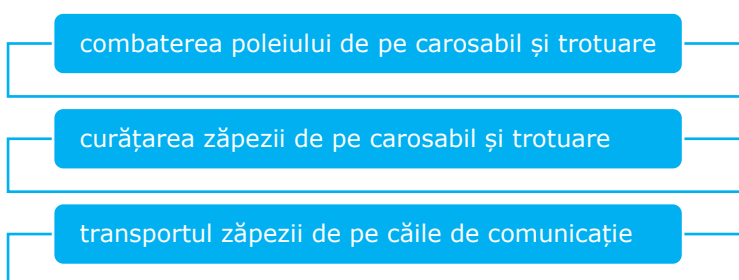 combaterea poleiului de pe carosabil și trotuare
curățarea zăpezii de pe carosabil și trotuare
transportul zăpezii de pe căile de comunicație